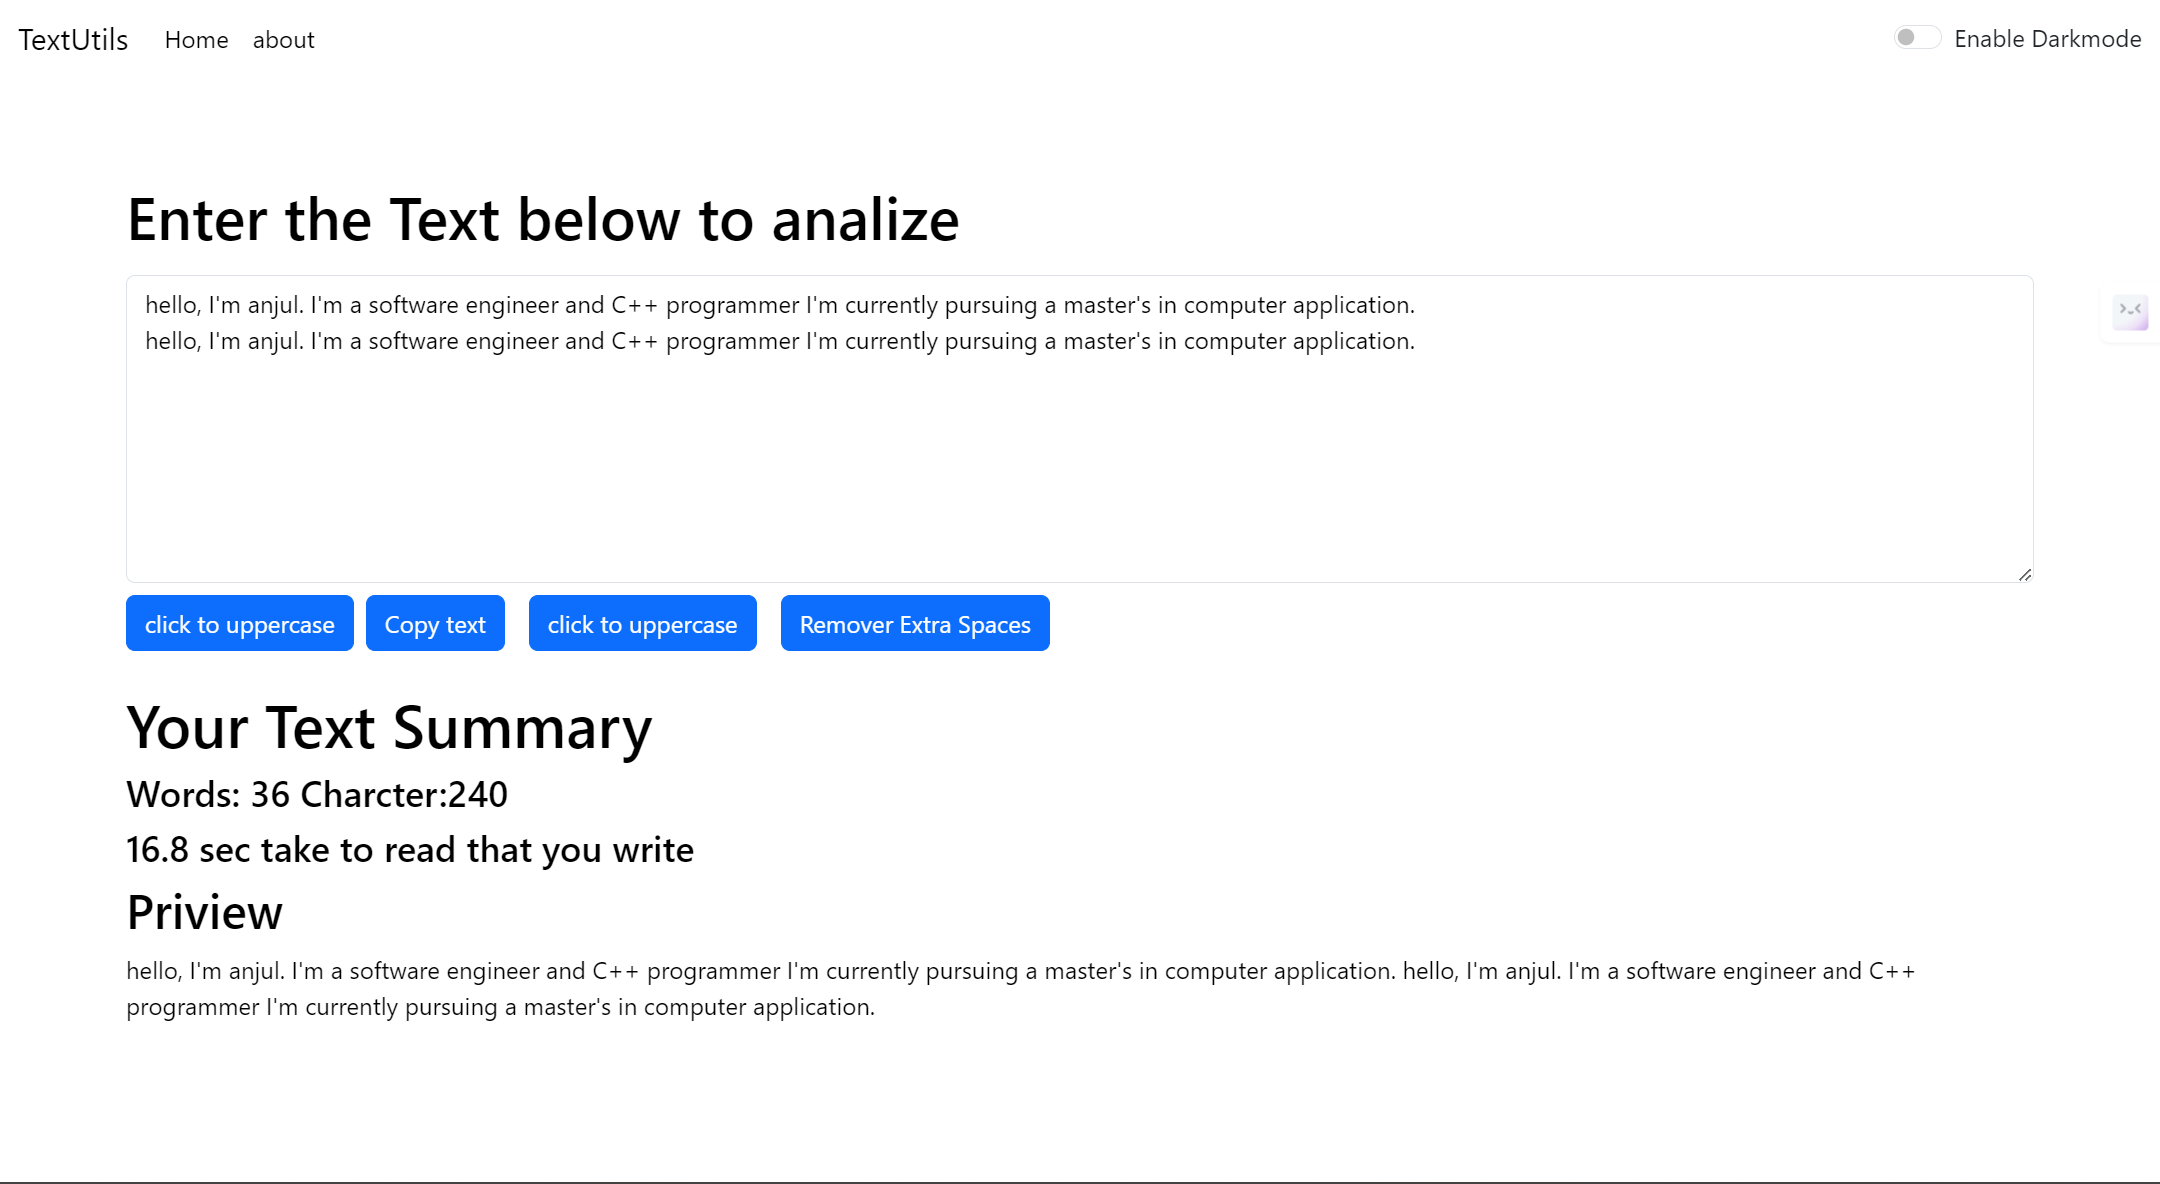 TextUtils Home about Enable Darkmode
Enter the Text below to analize
hello, I'm anjul. I'm a software engineer and C++ programmer I'm currently pursuing a master's in computer application.
hello, I'm anjul. I'm a software engineer and C++ programmer I'm currently pursuing a master's in computer application.
click to uppercase Copy text click to uppercase Remover Extra Spaces
Your Text Summary
Words: 36 Charcter:240
16.8 sec take to read that you write
Priview
hello, I'm anjul. I'm a software engineer and C++ programmer I'm currently pursuing a master's in computer application. hello, I'm anjul. I'm a software engineer and C++
programmer I'm currently pursuing a master's in computer application.